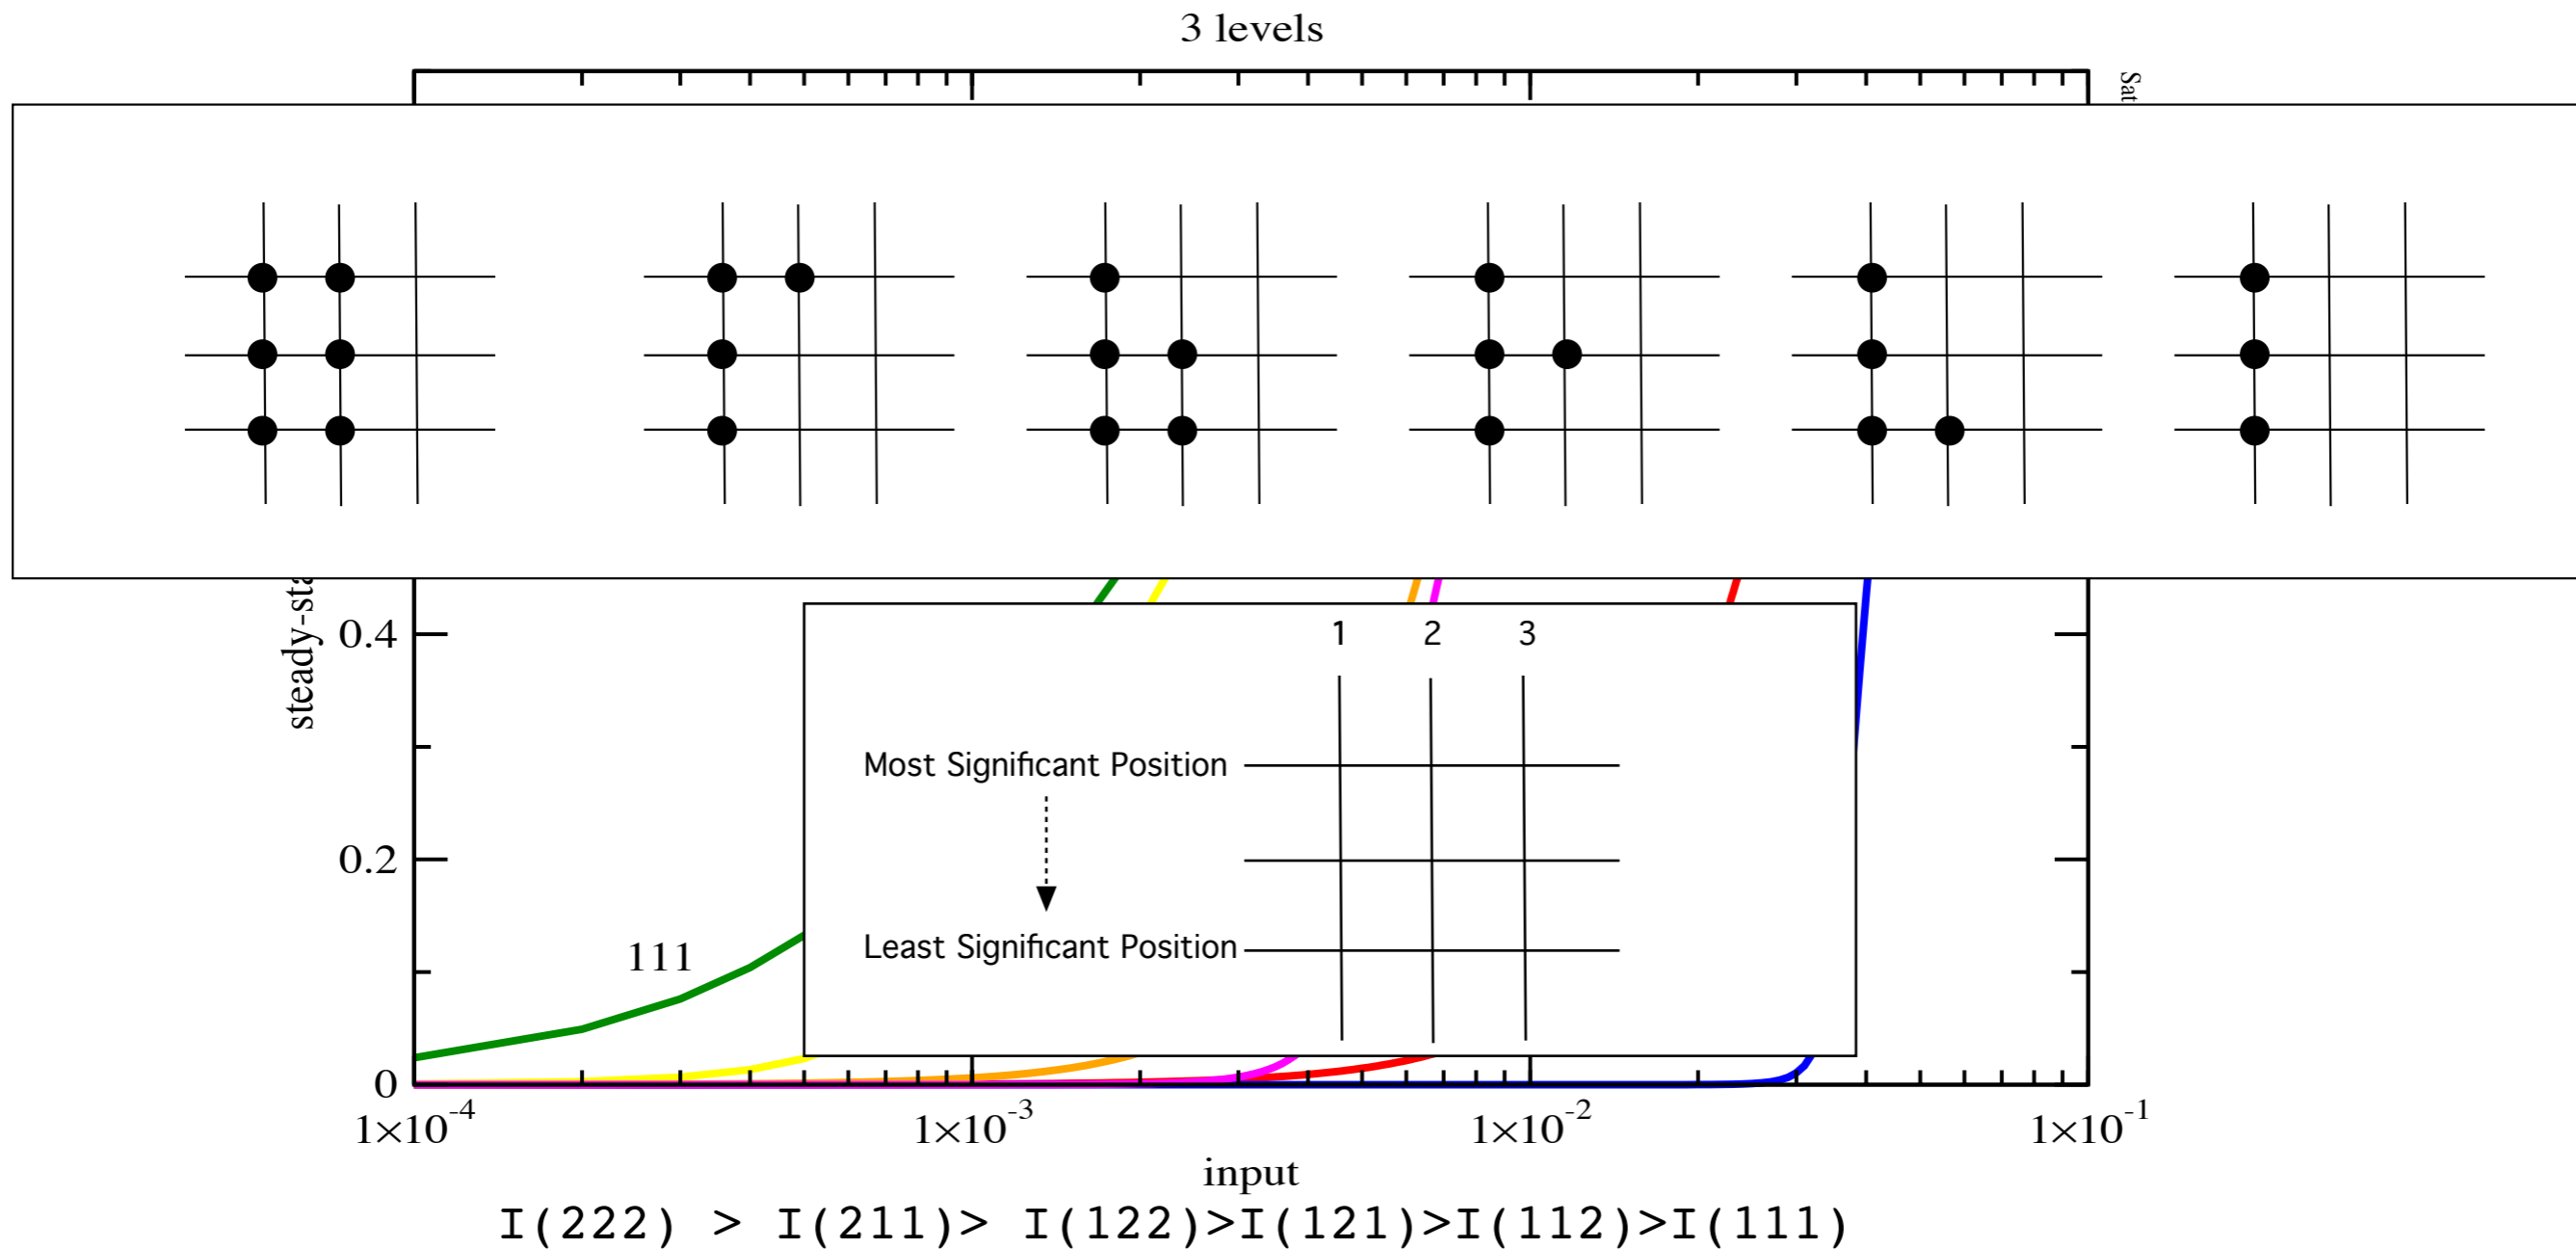 3 levels
Sat
steady-sta
0.4
0.2
0
111
1 2 3
Most Significant Position
Least Significant Position
1×10-4 1×10-3 1×10-2 1×10-1
input
I(222) > I(211)> I(122)>I(121)>I(112)>I(111)